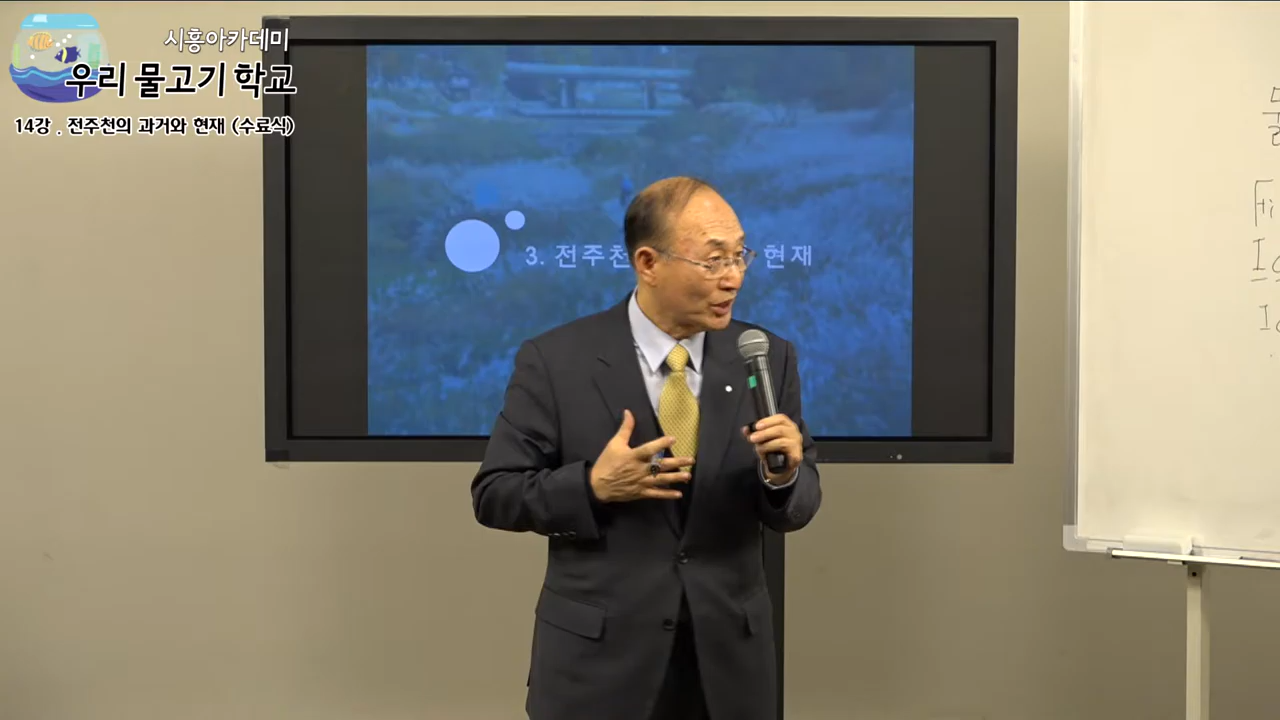 시흥아카데미
우리 물고기 학교
14강 . 전주천의 과거와 현재 (수료식)
3. 전주천 현재